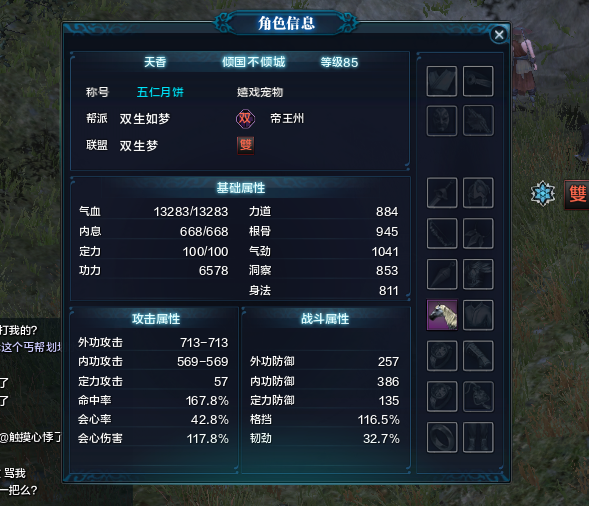 角色信息
天香 倾国不倾城 等级85
称号 五仁月饼 嬉戏宠物
帮派 双生如梦 双 帝王州
联盟 双生梦 雙
雙
基础属性
气血 13283/13283 力道 884
内息 668/668 根骨 945
定力 100/100 气劲 1041
功力 6578 洞察 853
身法 811
攻击属性 战斗属性
外功攻击 713-713
内功攻击 569-569 外功防御 257
定力攻击 57 内功防御 386
命中率 167.8% 定力防御 135
会心率 42.8% 格挡 116.5%
会心伤害 117.8% 韧劲 32.7%
打我的?
这个丐帮划
了
了
@触摸心悸了
骂我
一把么?